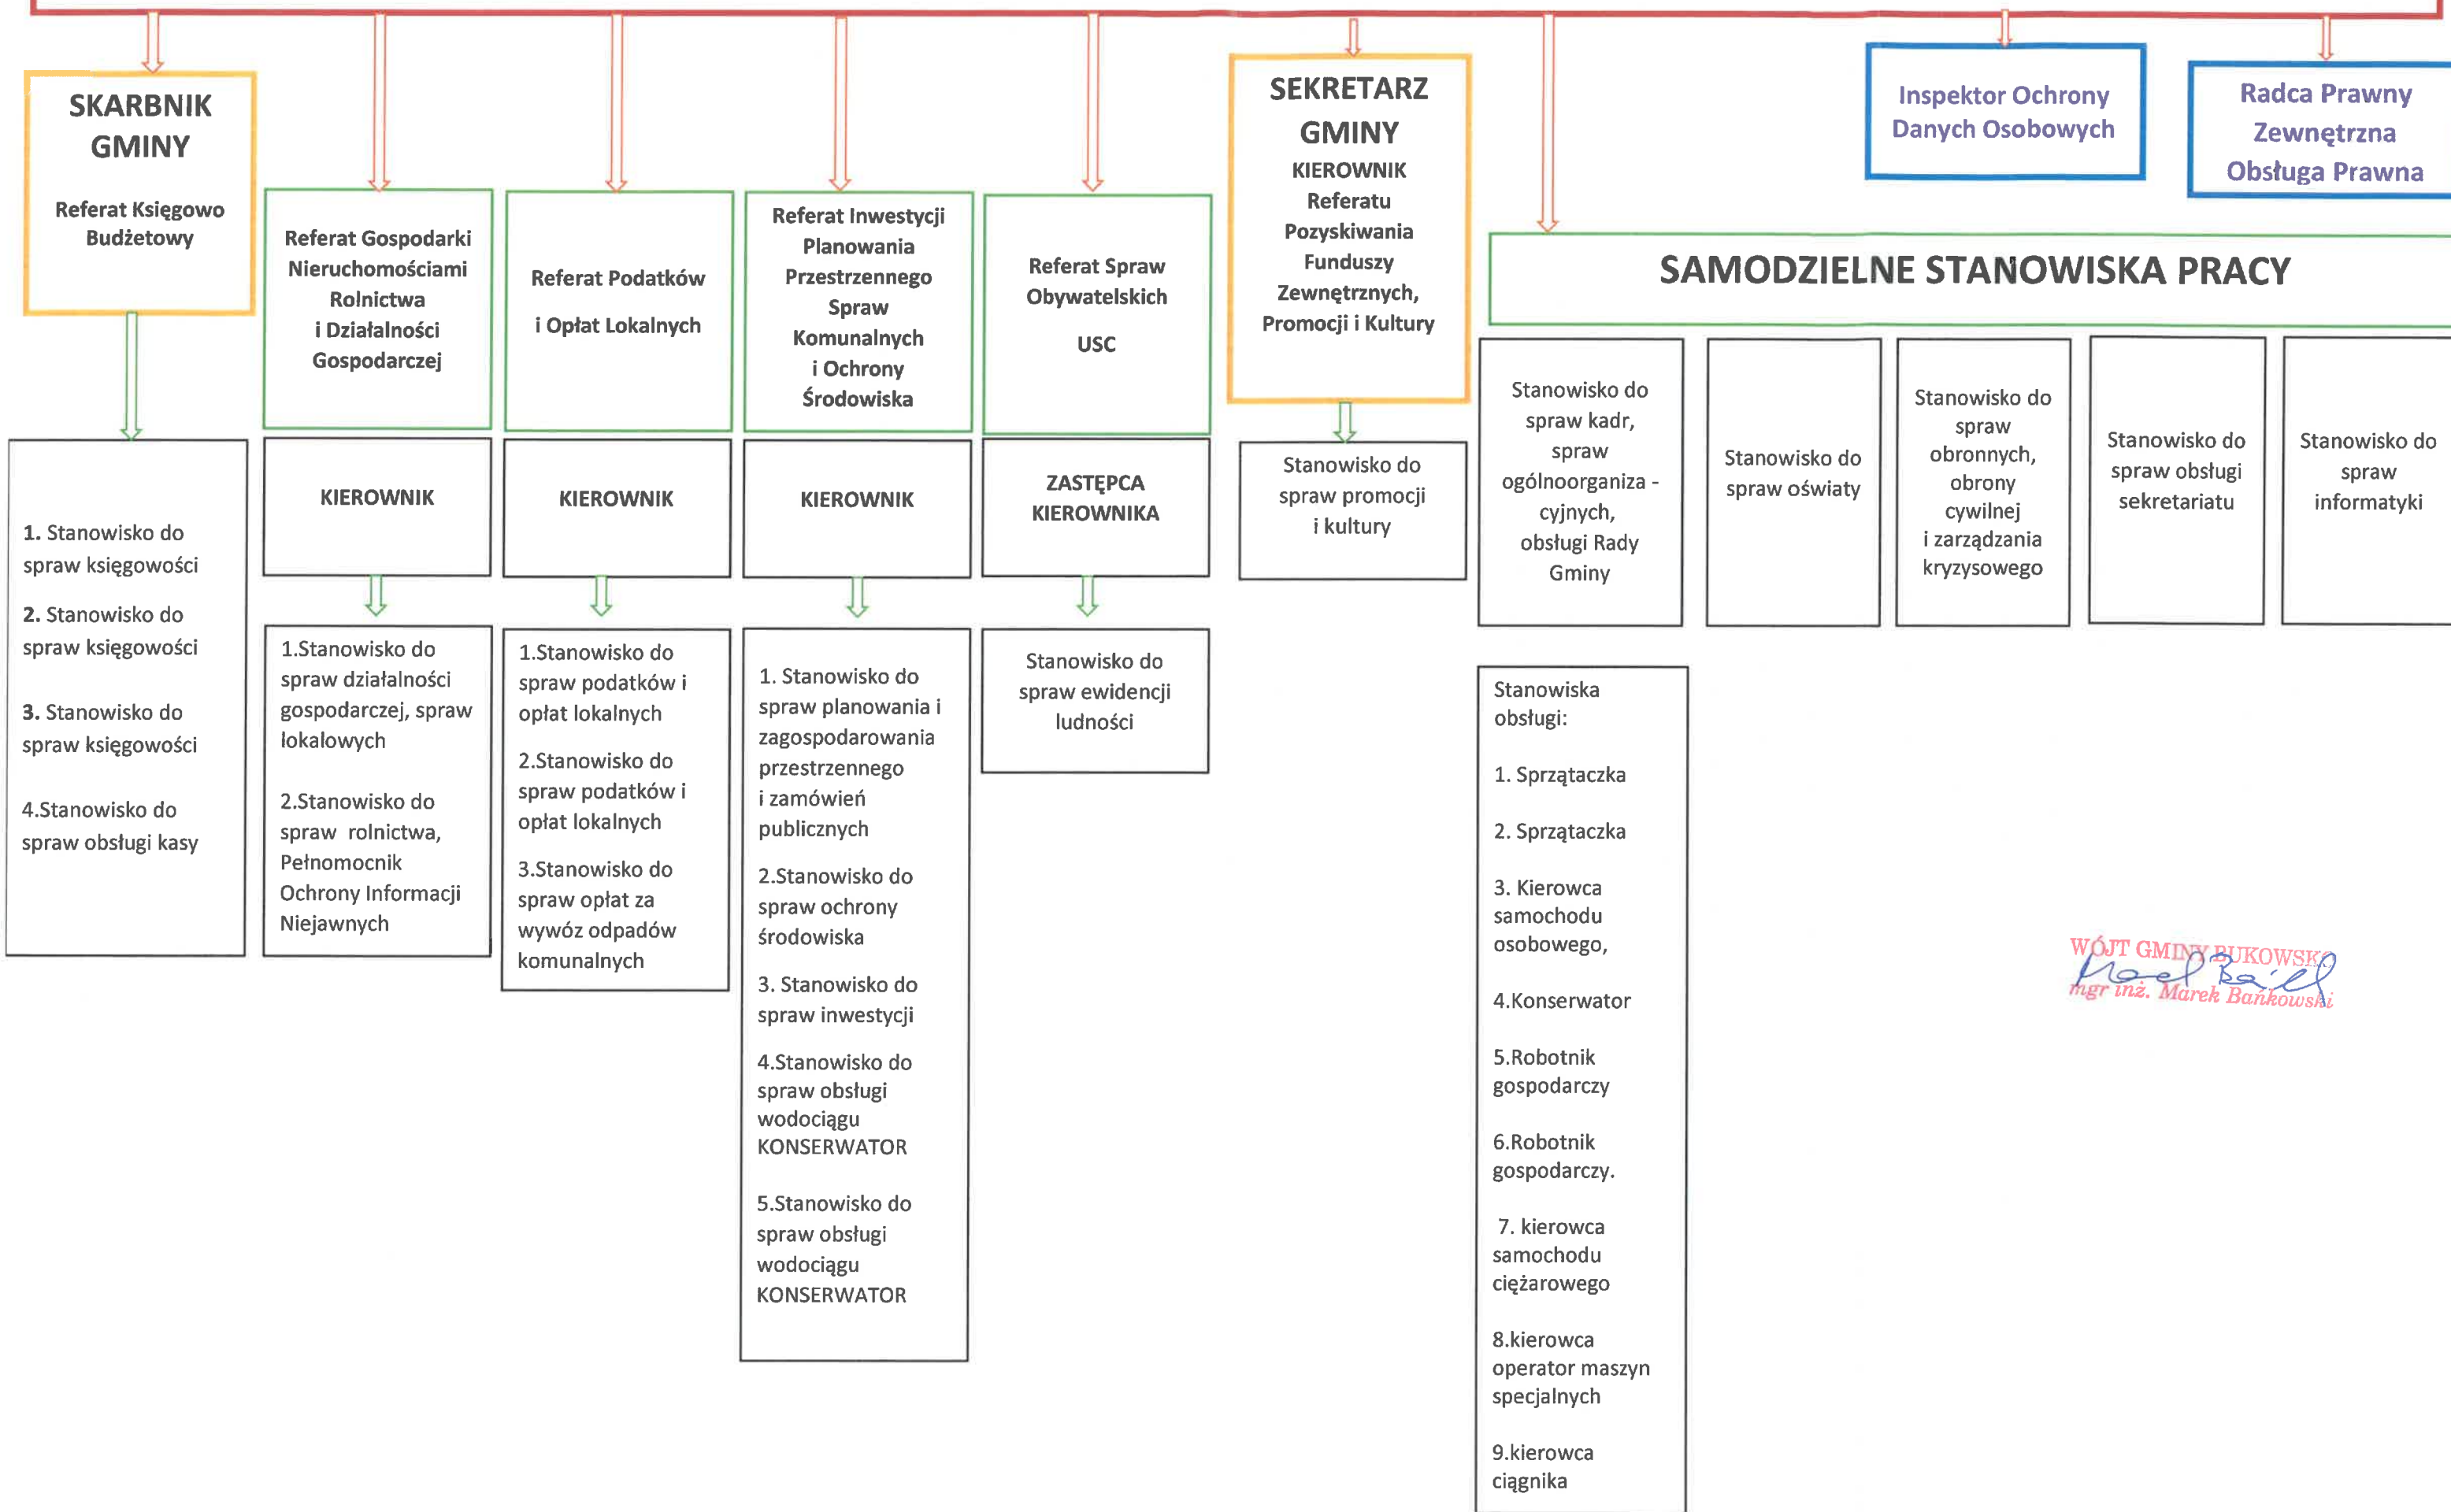 SKARBNIK
GMINY
Referat Księgowo
Budżetowy
Referat Gospodarki
Nieruchomościami
Rolnictwa
i Działalności
Gospodarczej
Referat Podatków
i Opłat Lokalnych
Referat Inwestycji
Planowania
Przestrzennego
Spraw
Komunalnych
i Ochrony
Środowiska
Referat Spraw
Obywatelskich
USC
SEKRETARZ
GMINY
KIEROWNIK
Referatu
Pozyskiwania
Funduszy
Zewnętrznych,
Promocji i Kultury
Inspektor Ochrony
Danych Osobowych
Radca Prawny
Zewnętrzna
Obsługa Prawna
SAMODZIELNE STANOWISKA PRACY
1. Stanowisko do
spraw księgowości
2. Stanowisko do
spraw księgowości
3. Stanowisko do
spraw księgowości
4.Stanowisko do
spraw obsługi kasy
KIEROWNIK
1.Stanowisko do
spraw działalności
gospodarczej, spraw
lokalowych
2.Stanowisko do
spraw rolnictwa,
Pełnomocnik
Ochrony Informacji
Niejawnych
KIEROWNIK
1.Stanowisko do
spraw podatków i
opłat lokalnych
2.Stanowisko do
spraw podatków i
opłat lokalnych
3.Stanowisko do
spraw opłat za
wywóz odpadów
komunalnych
KIEROWNIK
1. Stanowisko do
spraw planowania i
zagospodarowania
przestrzennego
i zamówień
publicznych
2.Stanowisko do
spraw ochrony
środowiska
3. Stanowisko do
spraw inwestycji
4.Stanowisko do
spraw obsługi
wodociągu
KONSERWATOR
5.Stanowisko do
spraw obsługi
wodociągu
KONSERWATOR
ZASTĘPCA
KIEROWNIKA
Stanowisko do
spraw ewidencji
ludności
Stanowisko do
spraw promocji
i kultury
Stanowisko do
spraw kadr,
spraw
ogólnoorganiza -
cyjnych,
obsługi Rady
Gminy
Stanowisko do
spraw oświaty
Stanowisko do
spraw
obronnych,
obrony
cywilnej
i zarządzania
kryzysowego
Stanowisko do
spraw obsługi
sekretariatu
Stanowisko do
spraw
informatyki
Stanowiska
obsługi:
1. Sprzątaczka
2. Sprzątaczka
3. Kierowca
samochodu
osobowego,
4.Konserwator
5.Robotnik
gospodarczy
6.Robotnik
gospodarczy.
7. kierowca
samochodu
ciężarowego
8.kierowca
operator maszyn
specjalnych
9.kierowca
ciągnika
WÓJT GMINY BUKOWSKO
mgr inż. Marek Bańkowski